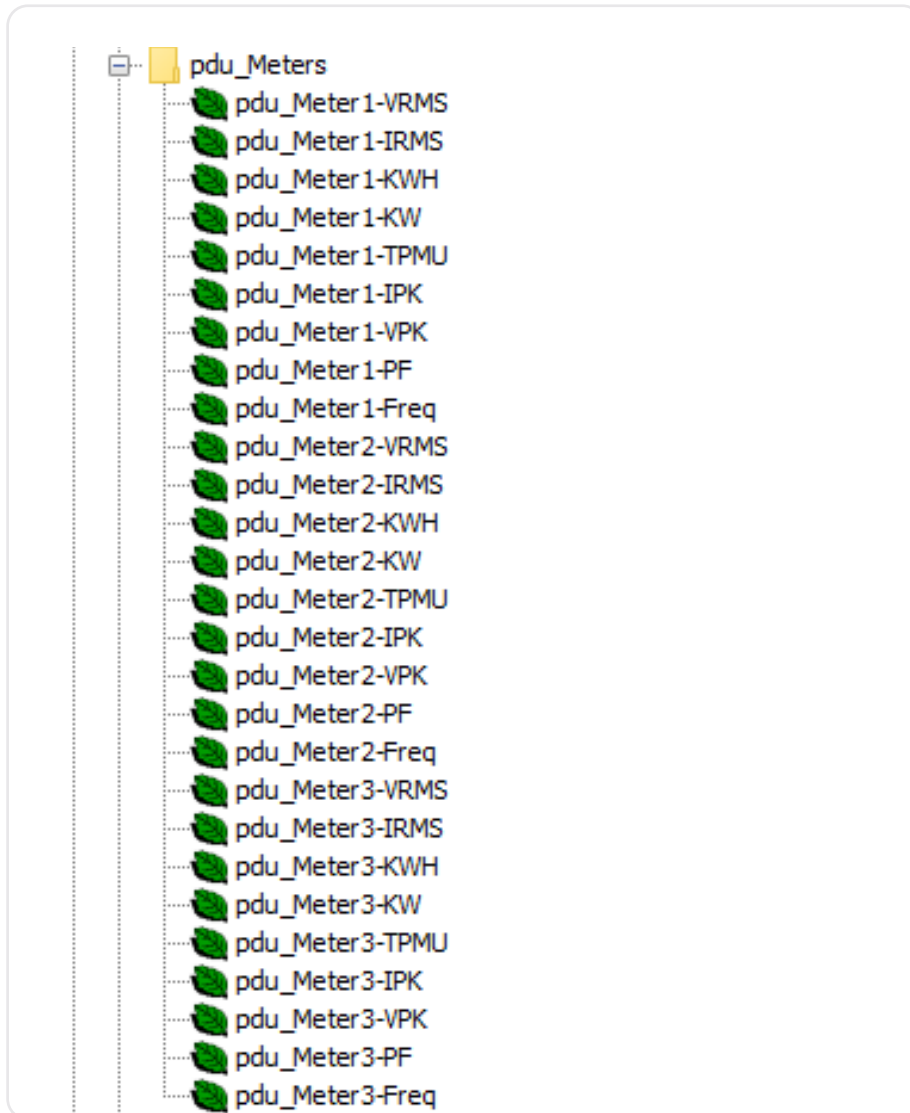 pdu_Meters
pdu_Meter1-VRMS
pdu_Meter1-IRMS
pdu_Meter1-KWH
pdu_Meter1-KW
pdu_Meter1-TPMU
pdu_Meter1-IPK
pdu_Meter1-VPK
pdu_Meter1-PF
pdu_Meter1-Freq
pdu_Meter2-VRMS
pdu_Meter2-IRMS
pdu_Meter2-KWH
pdu_Meter2-KW
pdu_Meter2-TPMU
pdu_Meter2-IPK
pdu_Meter2-VPK
pdu_Meter2-PF
pdu_Meter2-Freq
pdu_Meter3-VRMS
pdu_Meter3-IRMS
pdu_Meter3-KWH
pdu_Meter3-KW
pdu_Meter3-TPMU
pdu_Meter3-IPK
pdu_Meter3-VPK
pdu_Meter3-PF
pdu_Meter3-Freq